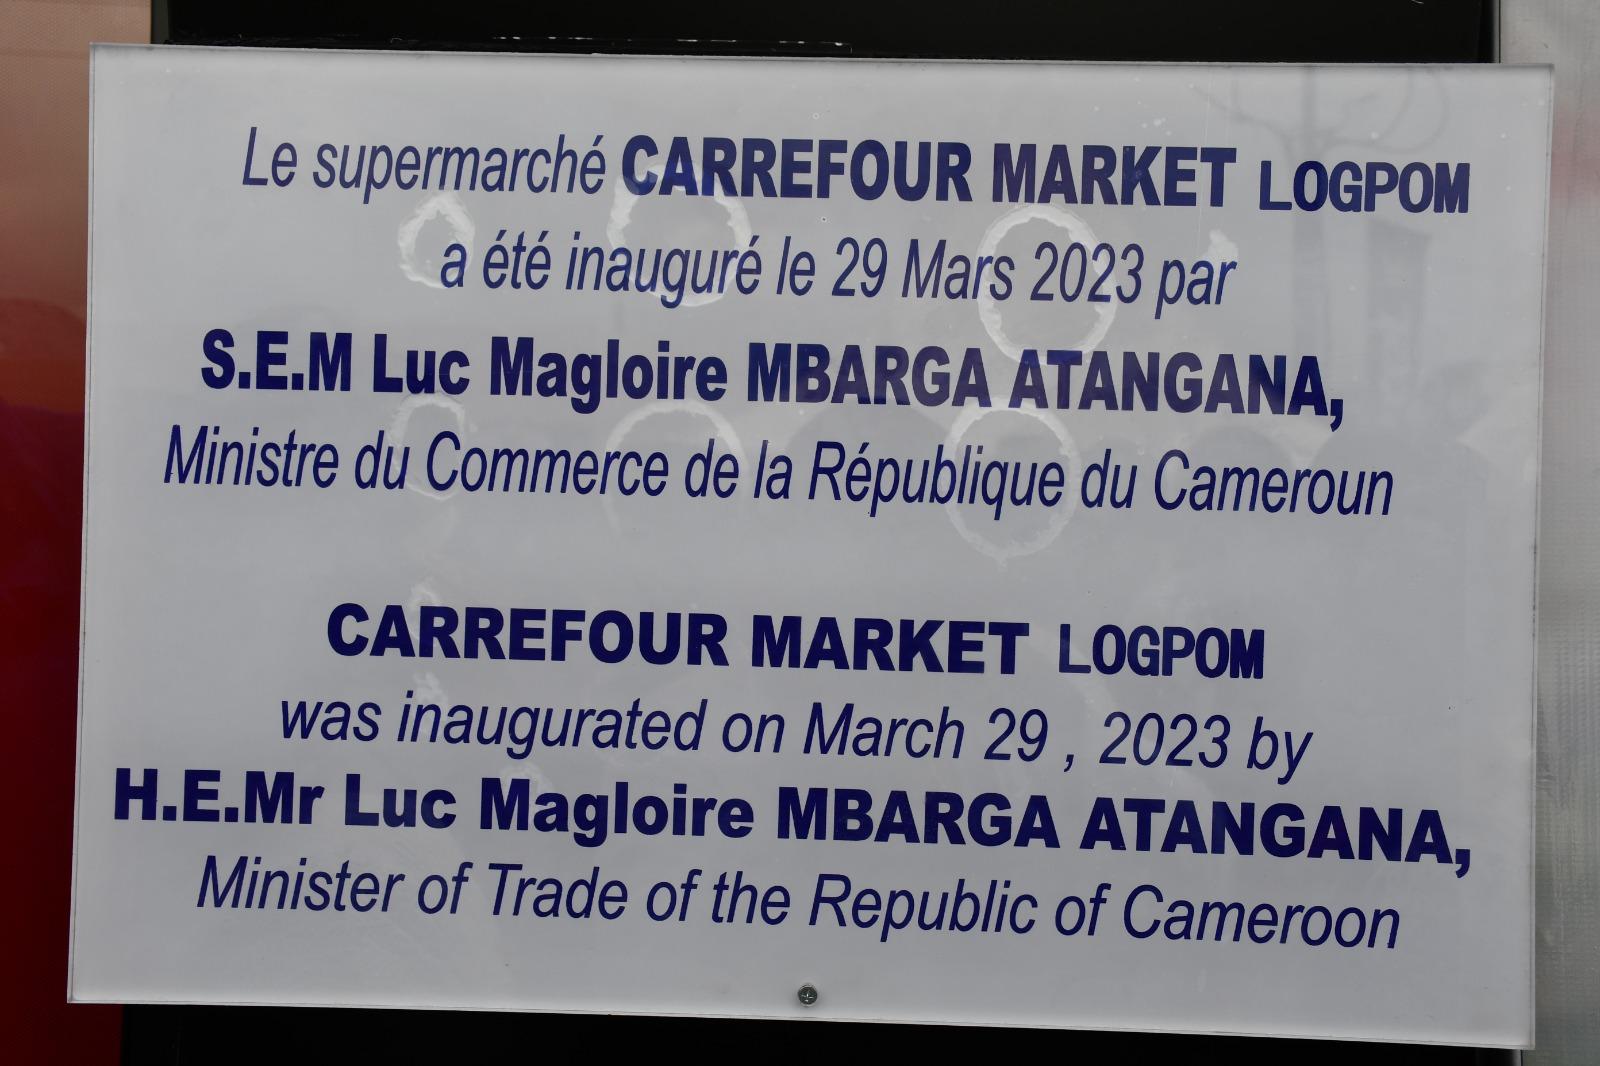 Le supermarché CARREFOUR MARKET LOGPOM
a été inauguré le 29 Mars 2023 par
S.E.M Luc Magloire MBARGA ATANGANA,
Ministre du Commerce de la République du Cameroun
CARREFOUR MARKET LOGPOM
was inaugurated on March 29 , 2023 by
H.E.Mr Luc Magloire MBARGA ATANGANA,
Minister of Trade of the Republic of Cameroon